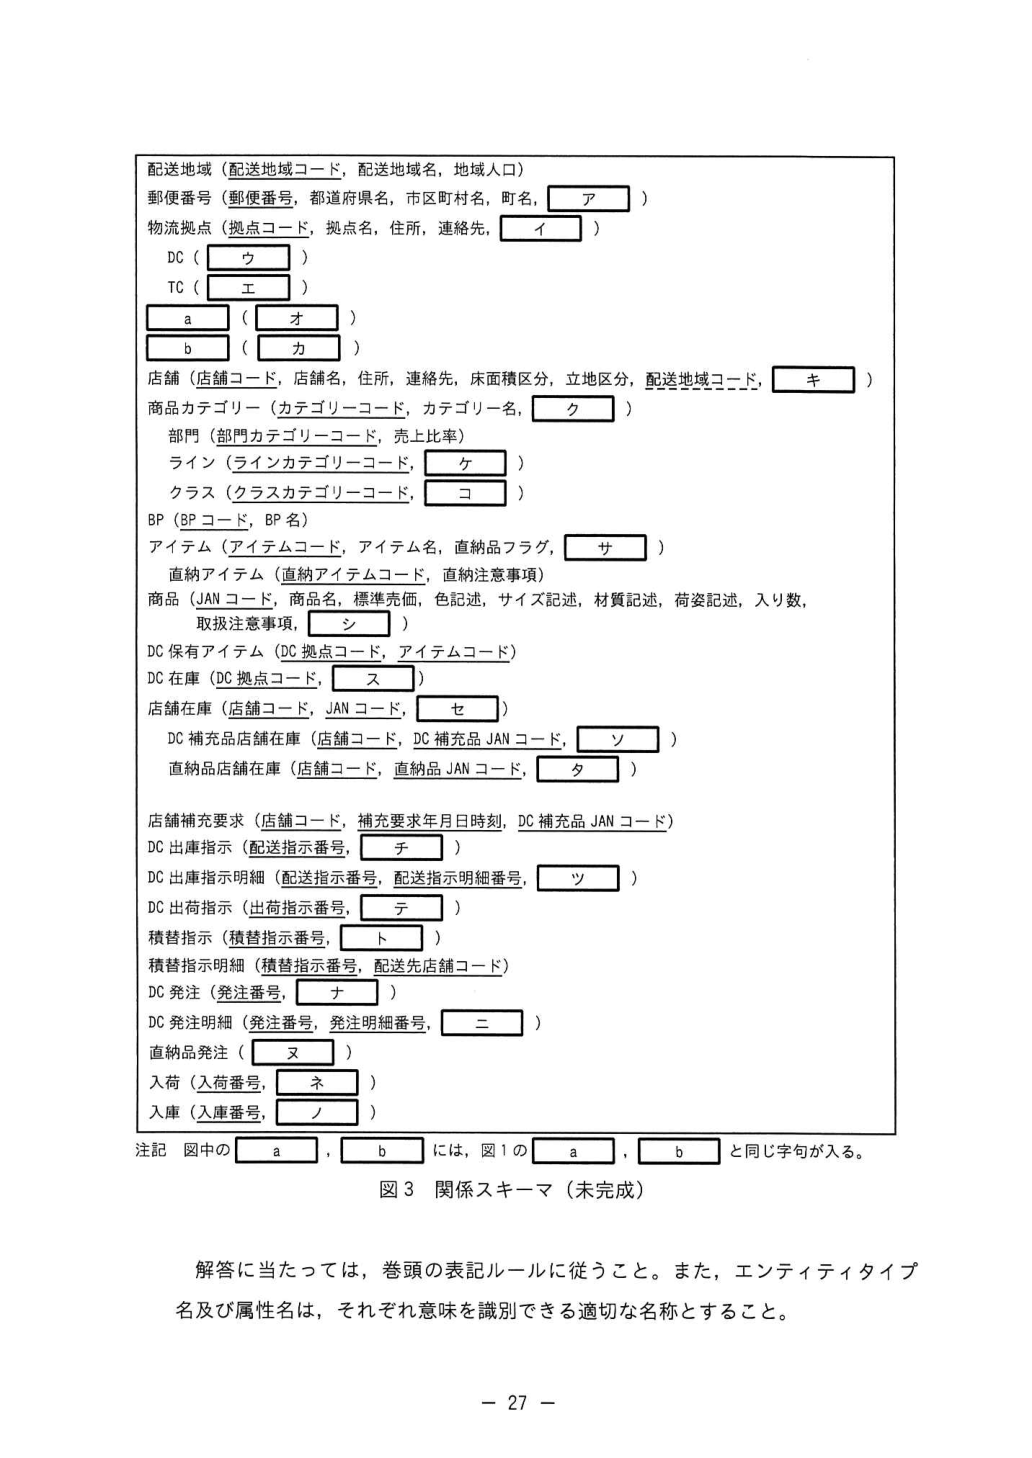 配送地域（配送地域コード，配送地域名，地域人口）
郵便番号（郵便番号，都道府県名，市区町村名，町名，ア）
物流拠点（拠点コード，拠点名，住所，連絡先，イ）
DC（ウ）
TC（エ）
a（オ）
b（カ）
店舗（店舗コード，店舗名，住所，連絡先，床面積区分，立地区分，配送地域コード，キ）
商品カテゴリー（カテゴリーコード，カテゴリー名，ク）
部門（部門カテゴリーコード，売上比率）
ライン（ラインカテゴリーコード，ケ）
クラス（クラスカテゴリーコード，コ）
BP（BPコード，BP名）
アイテム（アイテムコード，アイテム名，直納品フラグ，サ）
直納アイテム（直納アイテムコード，直納注意事項）
商品（JANコード，商品名，標準売価，色記述，サイズ記述，材質記述，荷姿記述，入り数，
取扱注意事項，シ）
DC保有アイテム（DC拠点コード，アイテムコード）
DC在庫（DC拠点コード，ス）
店舗在庫（店舗コード，JANコード，セ）
DC補充品店舗在庫（店舗コード，DC補充品JANコード，ソ）
直納品店舗在庫（店舗コード，直納品JANコード，タ）
店舗補充要求（店舗コード，補充要求年月日時刻，DC補充品JANコード）
DC出庫指示（配送指示番号，チ）
DC出庫指示明細（配送指示番号，配送指示明細番号，ツ）
DC出荷指示（出荷指示番号，テ）
積替指示（積替指示番号，ト）
積替指示明細（積替指示番号，配送先店舗コード）
DC発注（発注番号，ナ）
DC発注明細（発注番号，発注明細番号，ニ）
直納品発注（ヌ）
入荷（入荷番号，ネ）
入庫（入庫番号，ノ）
注記　図中の a ， b には，図1の a ， b と同じ字句が入る。
図3　関係スキーマ（未完成）
解答に当たっては，巻頭の表記ルールに従うこと。また，エンティティタイプ
名及び属性名は，それぞれ意味を識別できる適切な名称とすること。
－ 27 －